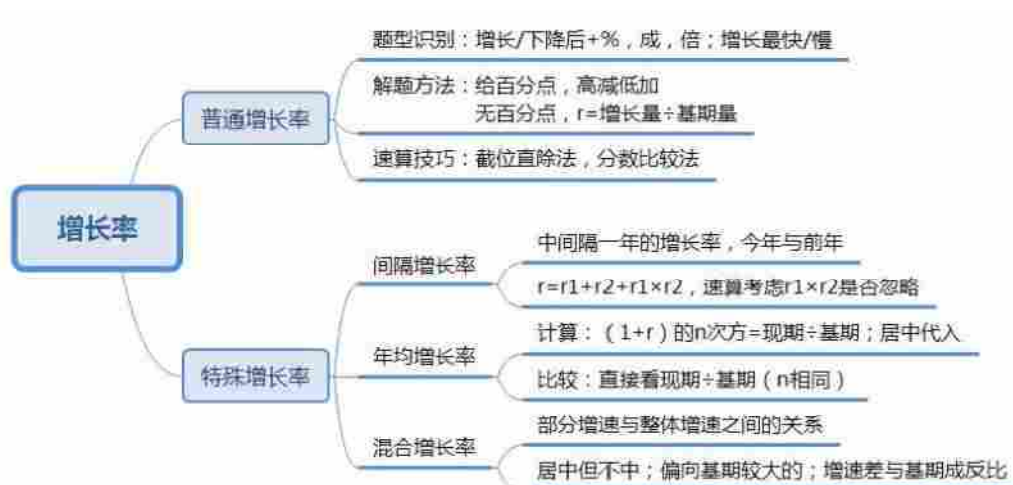 增长率
普通增长率
题型识别：增长/下降后+%，成，倍；增长最快/慢
解题方法：给百分点，高减低加
无百分点，r=增长量÷基期量
速算技巧：截位直除法，分数比较法
特殊增长率
间隔增长率
中间隔一年的增长率，今年与前年
r=r1+r2+r1×r2，速算考虑r1×r2是否忽略
年均增长率
计算：（1+r）的n次方=现期÷基期；居中代入
比较：直接看现期÷基期（n相同）
混合增长率
部分增速与整体增速之间的关系
居中但不中；偏向基期较大的；增速差与基期成反比